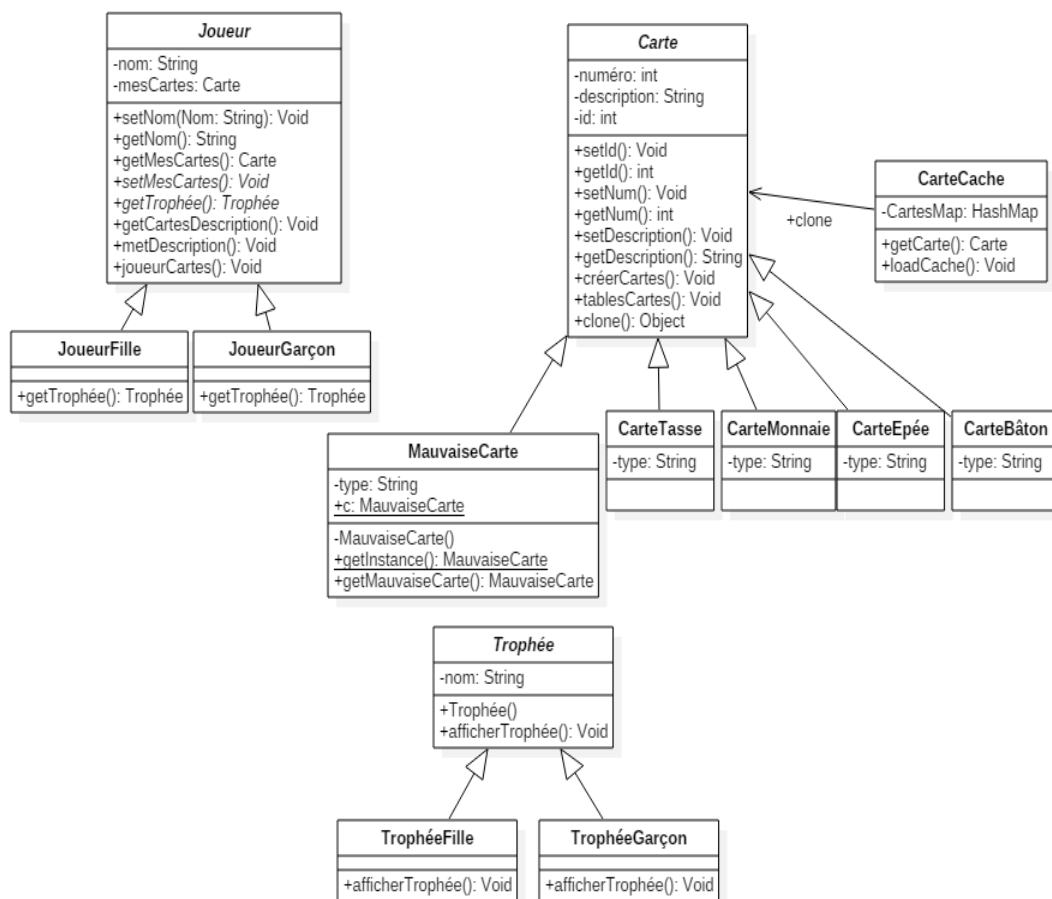 Joueur
-nom: String
-mesCartes: Carte
+setNom(Nom: String): Void
+getNom(): String
+getMesCartes(): Carte
+setMesCartes(): Void
+getTrophée(): Trophée
+getCartesDescription(): Void
+metDescription(): Void
+joueurCartes(): Void
JoueurFille
+getTrophée(): Trophée
JoueurGarçon
+getTrophée(): Trophée
Carte
-numéro: int
-description: String
-id: int
+setId(): Void
+getId(): int
+setNum(): Void
+getNum(): int
+setDescription(): Void
+getDescription(): String
+créerCartes(): Void
+tablesCartes(): Void
+clone(): Object
+clone
CarteCache
-CartesMap: HashMap
+getCarte(): Carte
+loadCache(): Void
MauvaiseCarte
-type: String
+c: MauvaiseCarte
-MauvaiseCarte()
+getInstance(): MauvaiseCarte
+getMauvaiseCarte(): MauvaiseCarte
CarteTasse
-type: String
CarteMonnaie
-type: String
CarteEpée
-type: String
CarteBâton
-type: String
Trophée
-nom: String
+Trophée()
+afficherTrophée(): Void
TrophéeFille
+afficherTrophée(): Void
TrophéeGarçon
+afficherTrophée(): Void